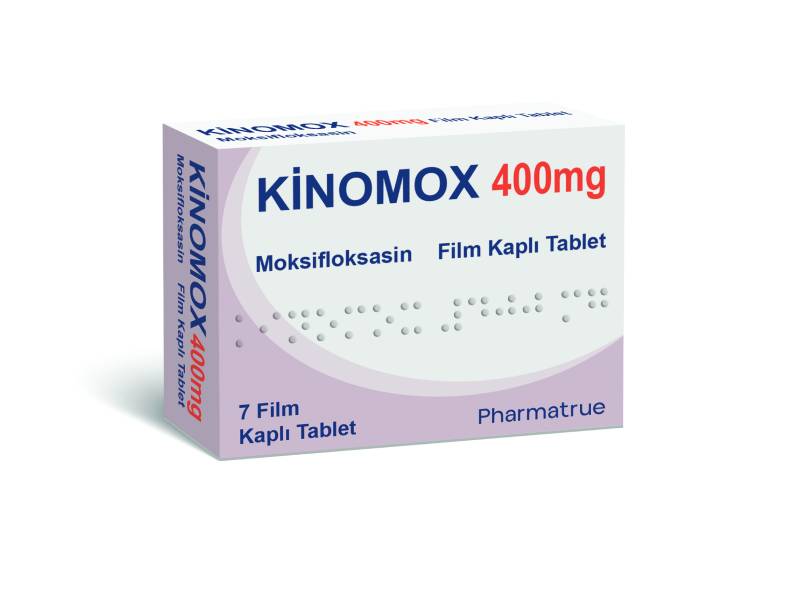 KİNOMOX 400mg Film Kaplı Tablet
Moksifloksasin
KİNOMOX 400mg
Moksifloksasin Film Kaplı Tablet
KİNOMOX 400mg
Moksifloksasin Film Kaplı Tablet
7 Film
Kaplı Tablet
Pharmatrue